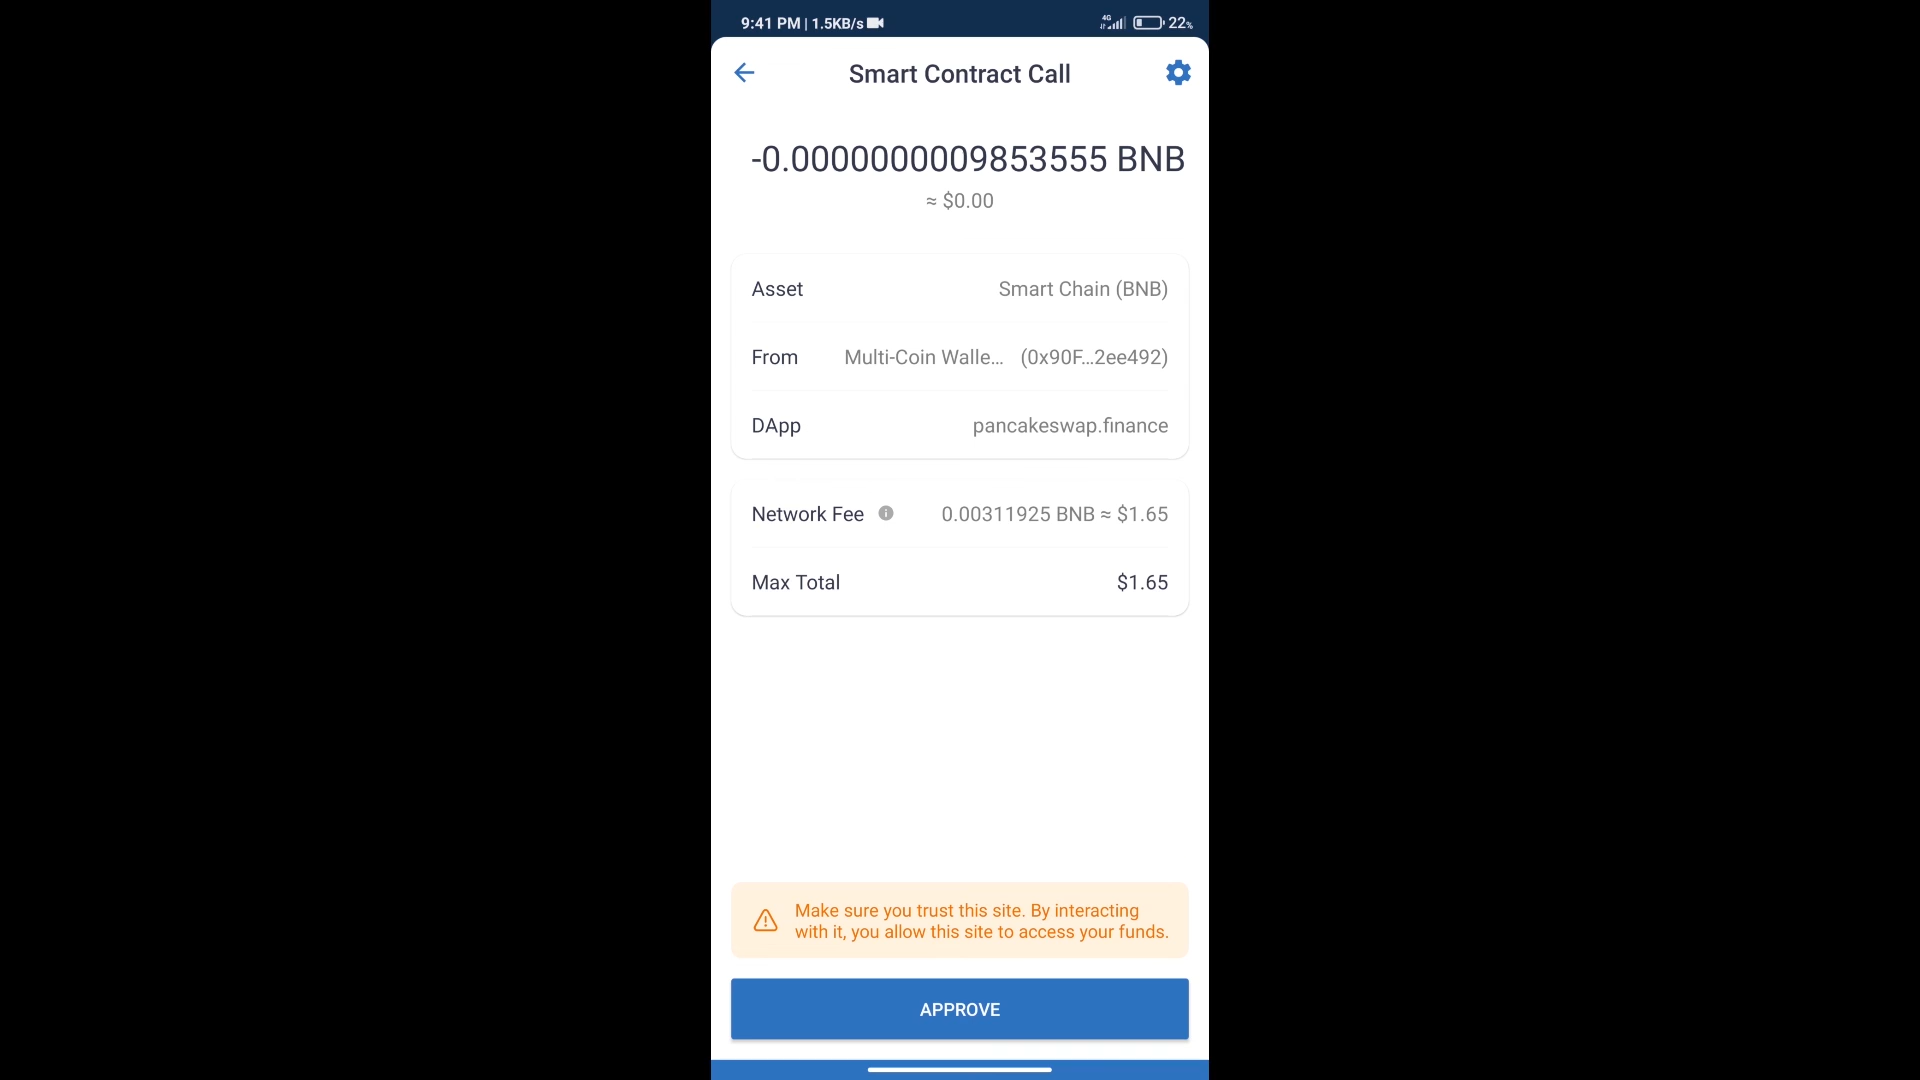 9:41 PM | 1.5KB/s 4G 22%
Smart Contract Call
-0.0000000009853555 BNB
≈ $0.00
Asset Smart Chain (BNB)
From Multi-Coin Walle... (0x90F...2ee492)
DApp pancakeswap.finance
Network Fee 0.00311925 BNB ≈ $1.65
Max Total $1.65
Make sure you trust this site. By interacting
with it, you allow this site to access your funds.
APPROVE